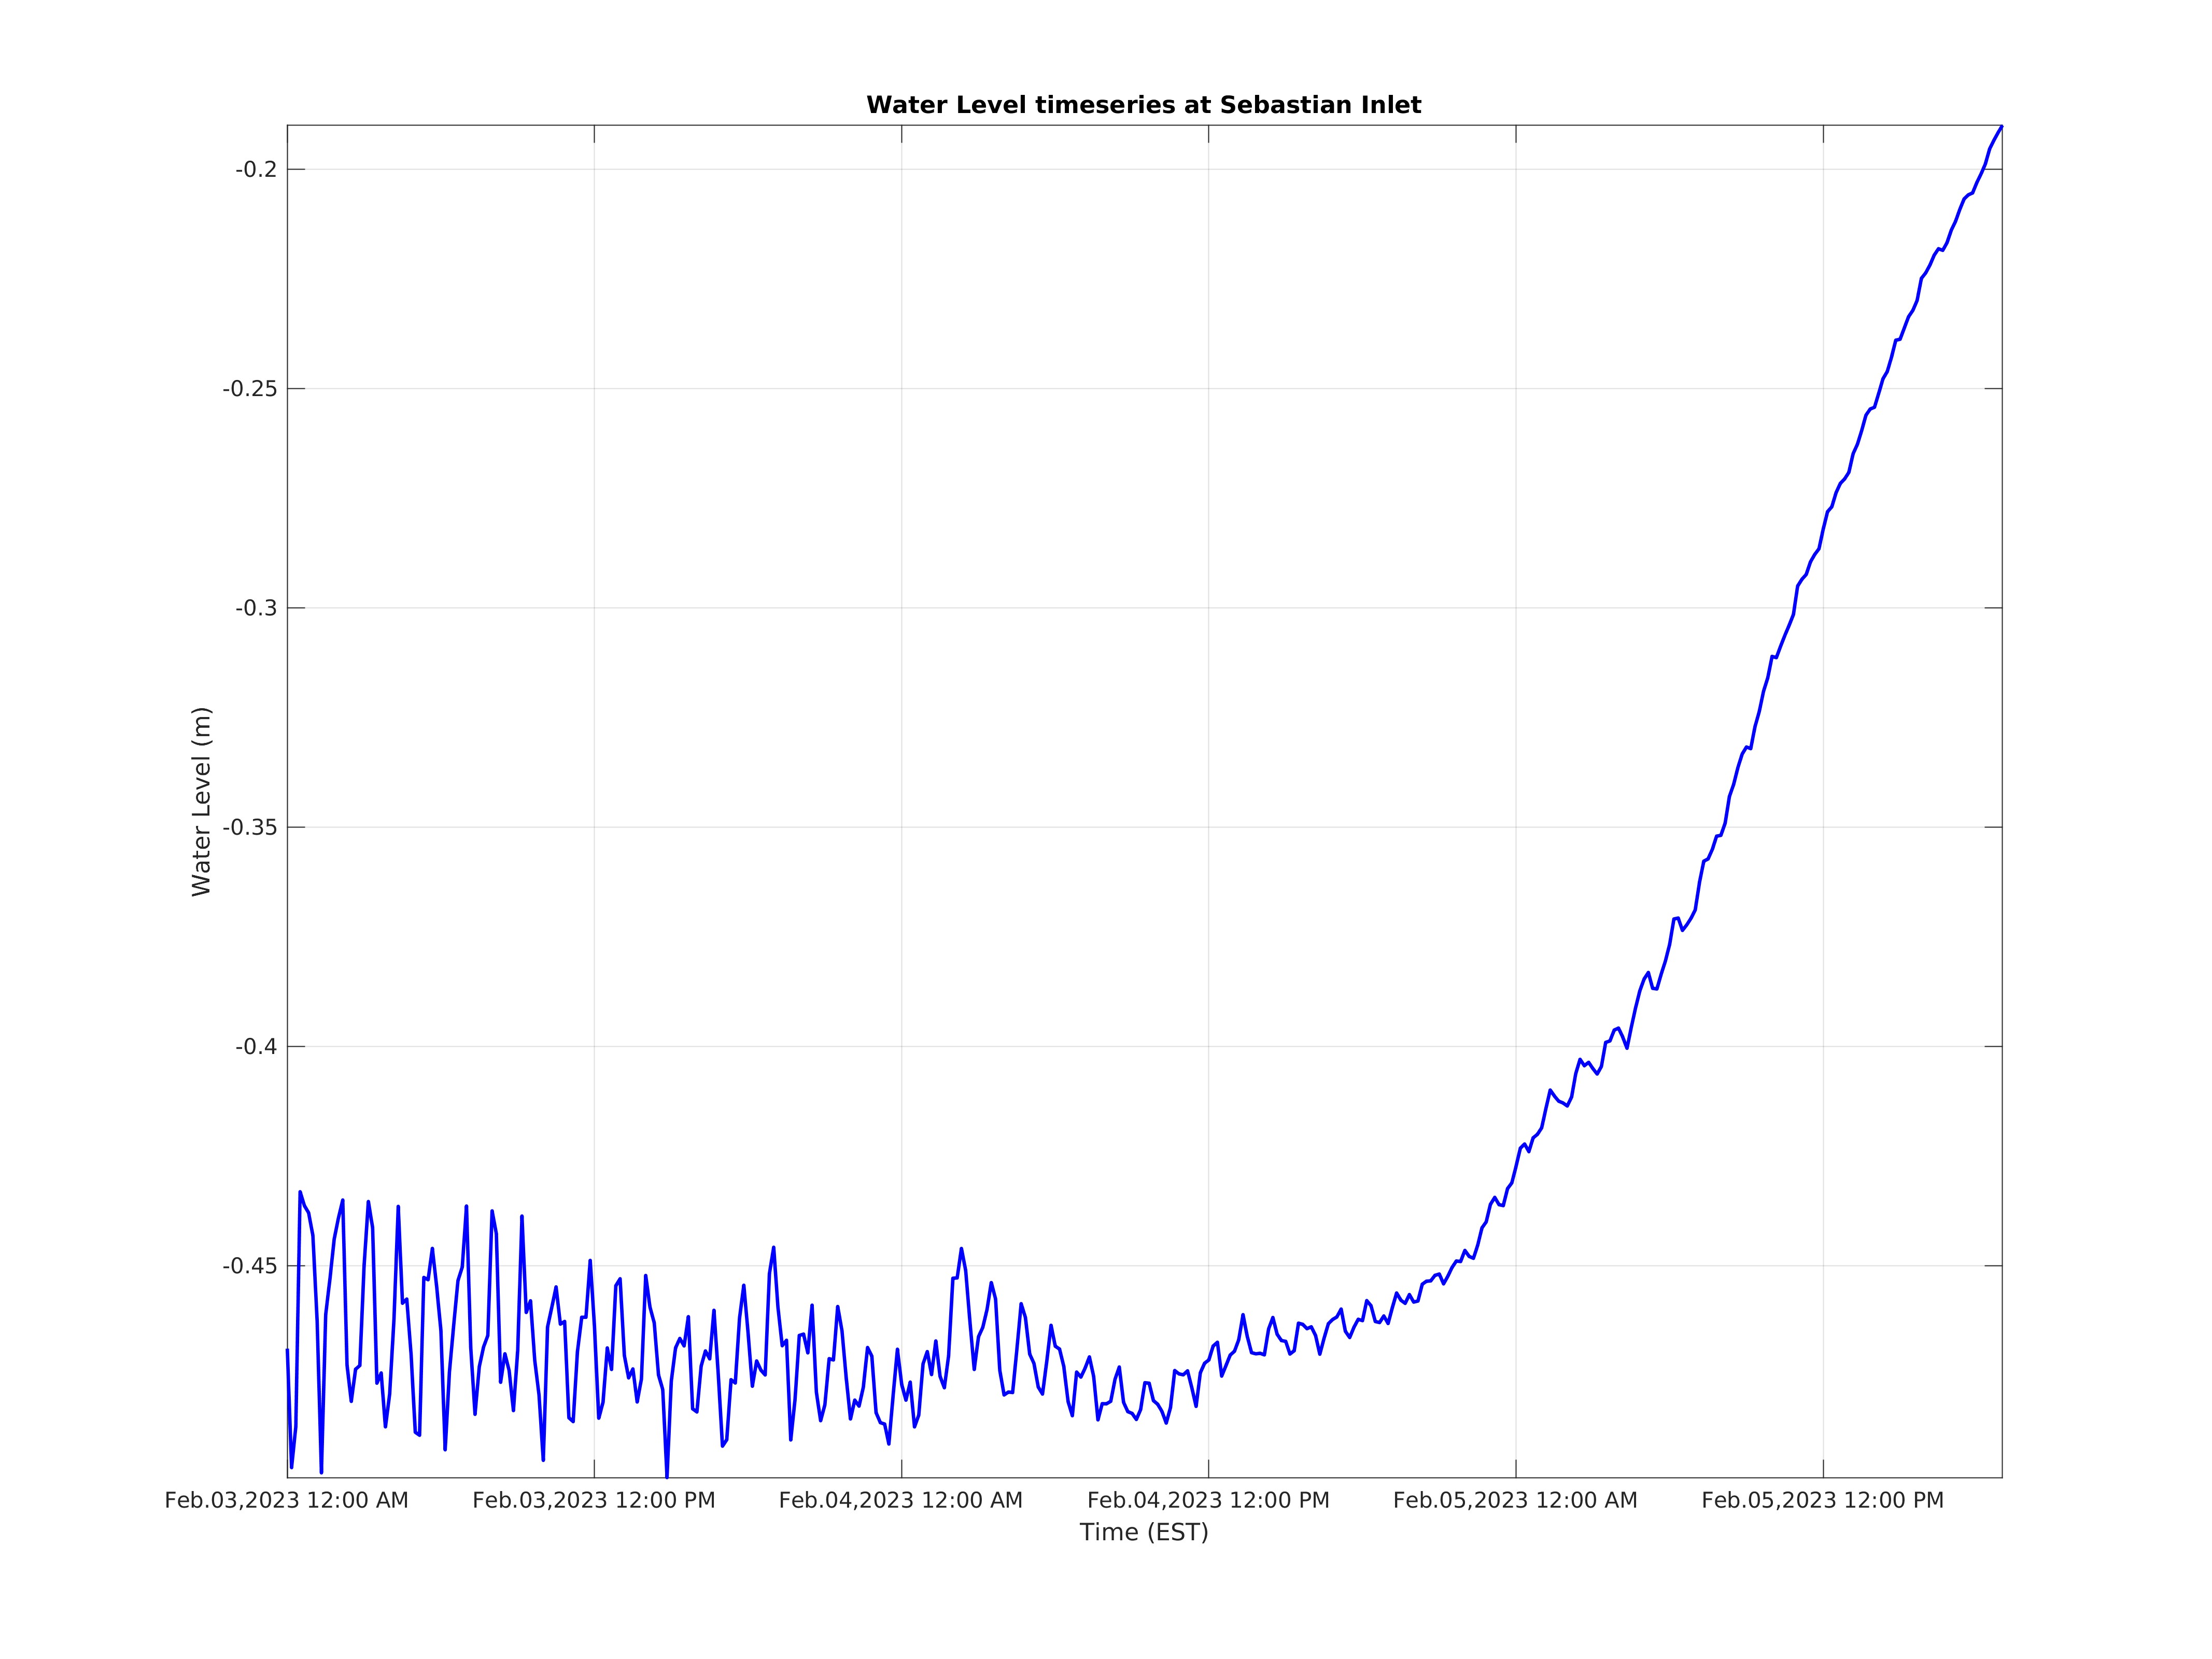 Water Level timeseries at Sebastian Inlet
-0.2
-0.25
-0.3
-0.35
-0.4
-0.45
Water Level (m)
Feb.03,2023 12:00 AM Feb.03,2023 12:00 PM Feb.04,2023 12:00 AM Feb.04,2023 12:00 PM Feb.05,2023 12:00 AM Feb.05,2023 12:00 PM
Time (EST)